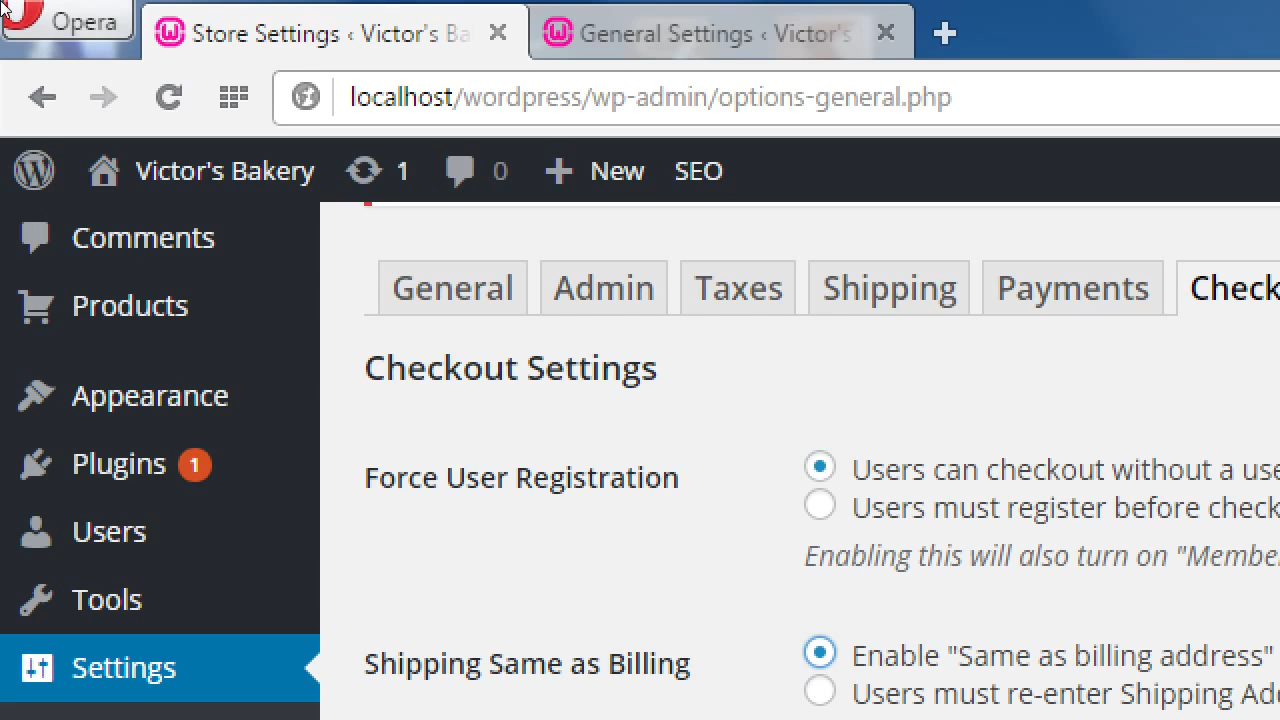 Opera
Store Settings ‹ Victor's Ba
General Settings ‹ Victor's
localhost/wordpress/wp-admin/options-general.php
Victor's Bakery 1 0 New SEO
Comments
Products
Appearance
Plugins 1
Users
Tools
Settings
General Admin Taxes Shipping Payments Check
Checkout Settings
Force User Registration
Users can checkout without a use
Users must register before check
Enabling this will also turn on "Membe
Shipping Same as Billing
Enable "Same as billing address"
Users must re-enter Shipping Add